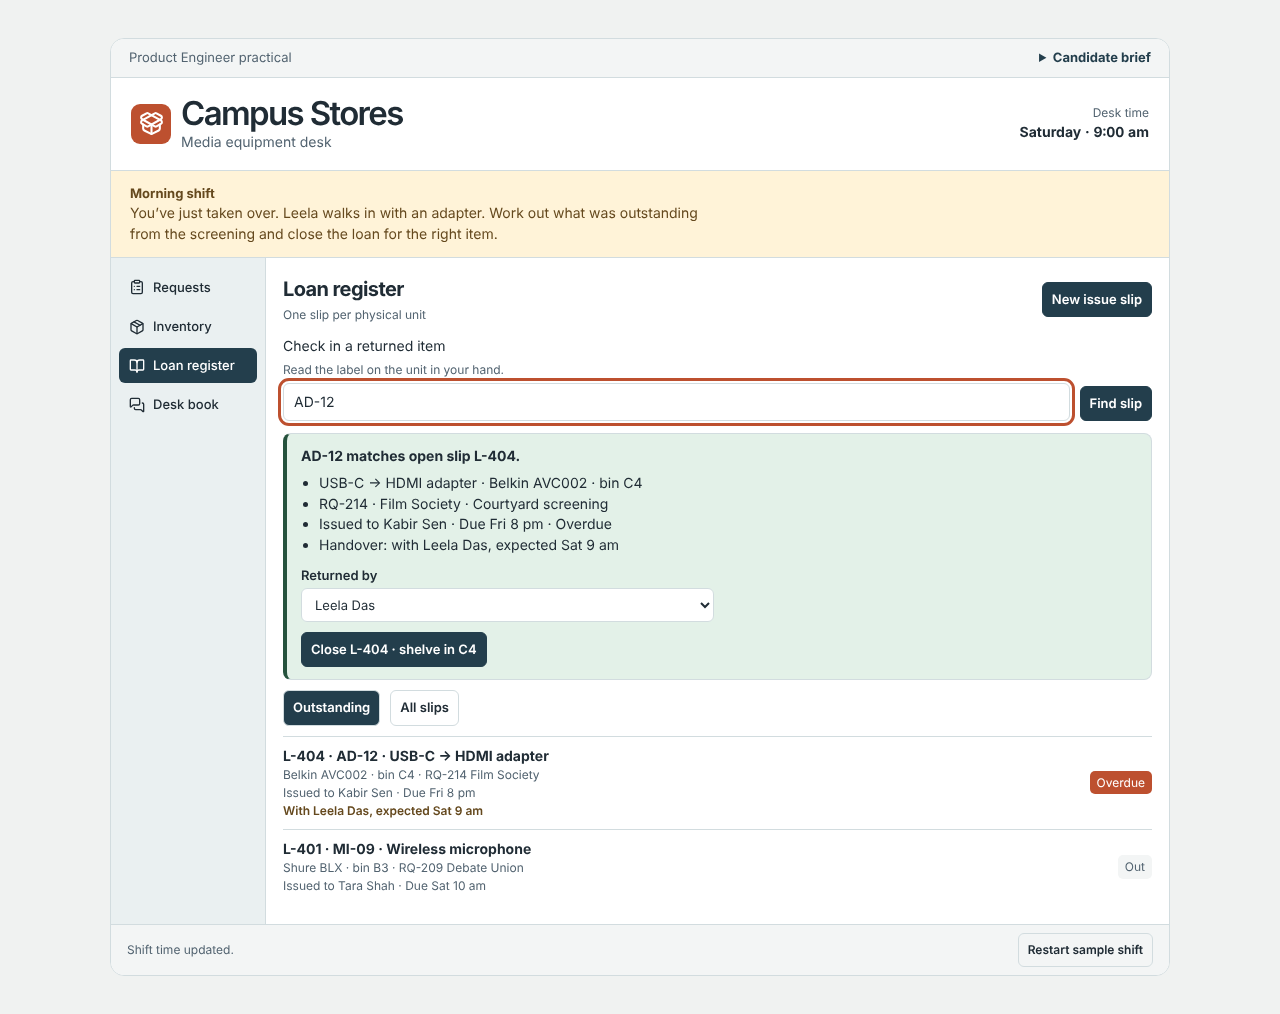 Product Engineer practical
▶ Candidate brief
Campus Stores
Media equipment desk
Desk time
Saturday · 9:00 am
Morning shift
You’ve just taken over. Leela walks in with an adapter. Work out what was outstanding
from the screening and close the loan for the right item.
Requests
Inventory
Loan register
Desk book
Loan register
One slip per physical unit
New issue slip
Check in a returned item
Read the label on the unit in your hand.
AD-12
Find slip
AD-12 matches open slip L-404.
• USB-C → HDMI adapter · Belkin AVC002 · bin C4
• RQ-214 · Film Society · Courtyard screening
• Issued to Kabir Sen · Due Fri 8 pm · Overdue
• Handover: with Leela Das, expected Sat 9 am
Returned by
Leela Das
Close L-404 · shelve in C4
Outstanding
All slips
L-404 · AD-12 · USB-C → HDMI adapter
Belkin AVC002 · bin C4 · RQ-214 Film Society
Issued to Kabir Sen · Due Fri 8 pm
With Leela Das, expected Sat 9 am
Overdue
L-401 · MI-09 · Wireless microphone
Shure BLX · bin B3 · RQ-209 Debate Union
Issued to Tara Shah · Due Sat 10 am
Out
Shift time updated.
Restart sample shift